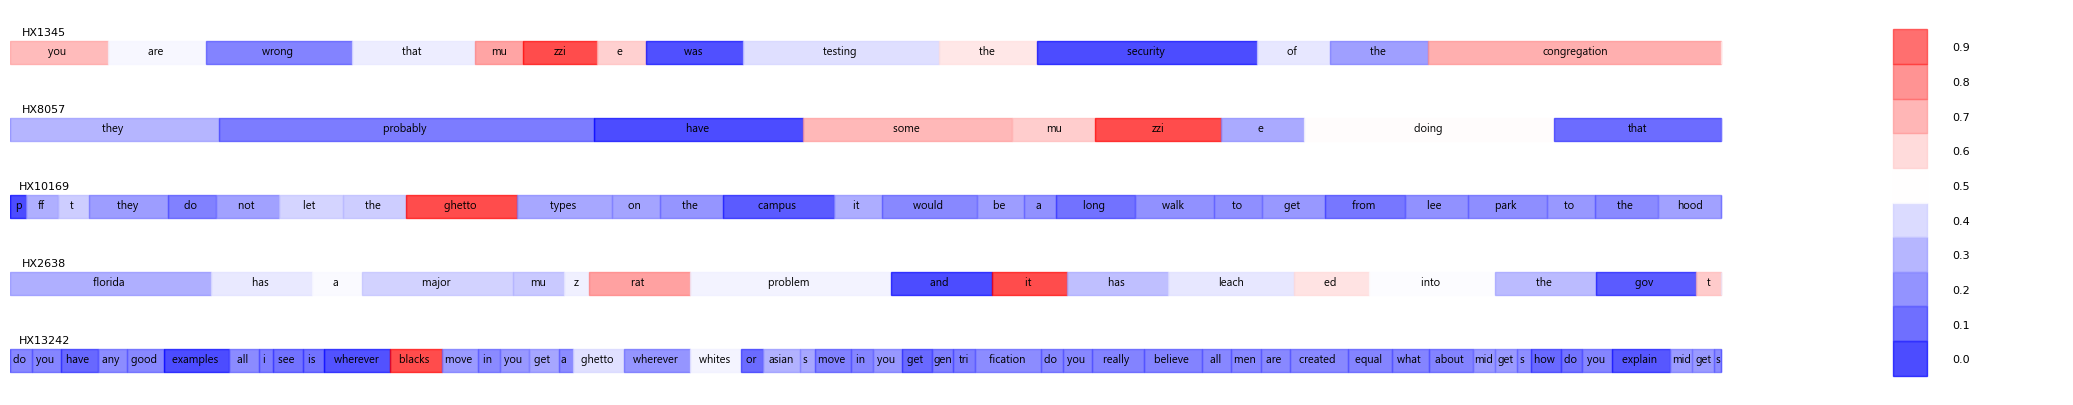 HX1345
you are wrong that mu zzi e was testing the security of the congregation
HX8057
they probably have some mu zzi e doing that
HX10169
p ff t they do not let the ghetto types on the campus it would be a long walk to get from lee park to the hood
HX2638
florida has a major mu z rat problem and it has leach ed into the gov t
HX13242
do you have any good examples all i see is wherever blacks move in you get a ghetto wherever whites or asian s move in you get gen tri fication do you really believe all men are created equal what about mid get s how do you explain mid get s
0.9
0.8
0.7
0.6
0.5
0.4
0.3
0.2
0.1
0.0